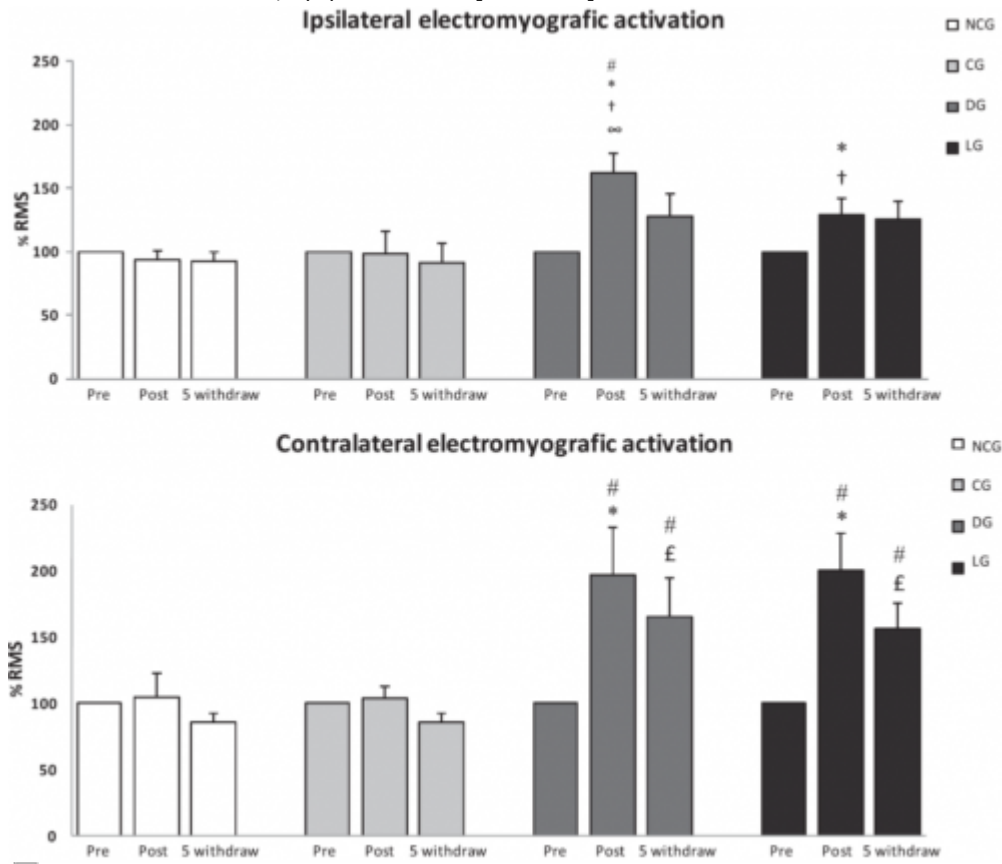 Ipsilateral electromyografic activation
NCG
CG
DG
LG
250
200
150
100
50
0
% RMS
#
*
†
∞
*
†
Pre Post 5 withdraw Pre Post 5 withdraw Pre Post 5 withdraw Pre Post 5 withdraw
Contralateral electromyografic activation
NCG
CG
DG
LG
250
200
150
100
50
0
% RMS
#
*
#
£
#
*
#
£
Pre Post 5 withdraw Pre Post 5 withdraw Pre Post 5 withdraw Pre Post 5 withdraw